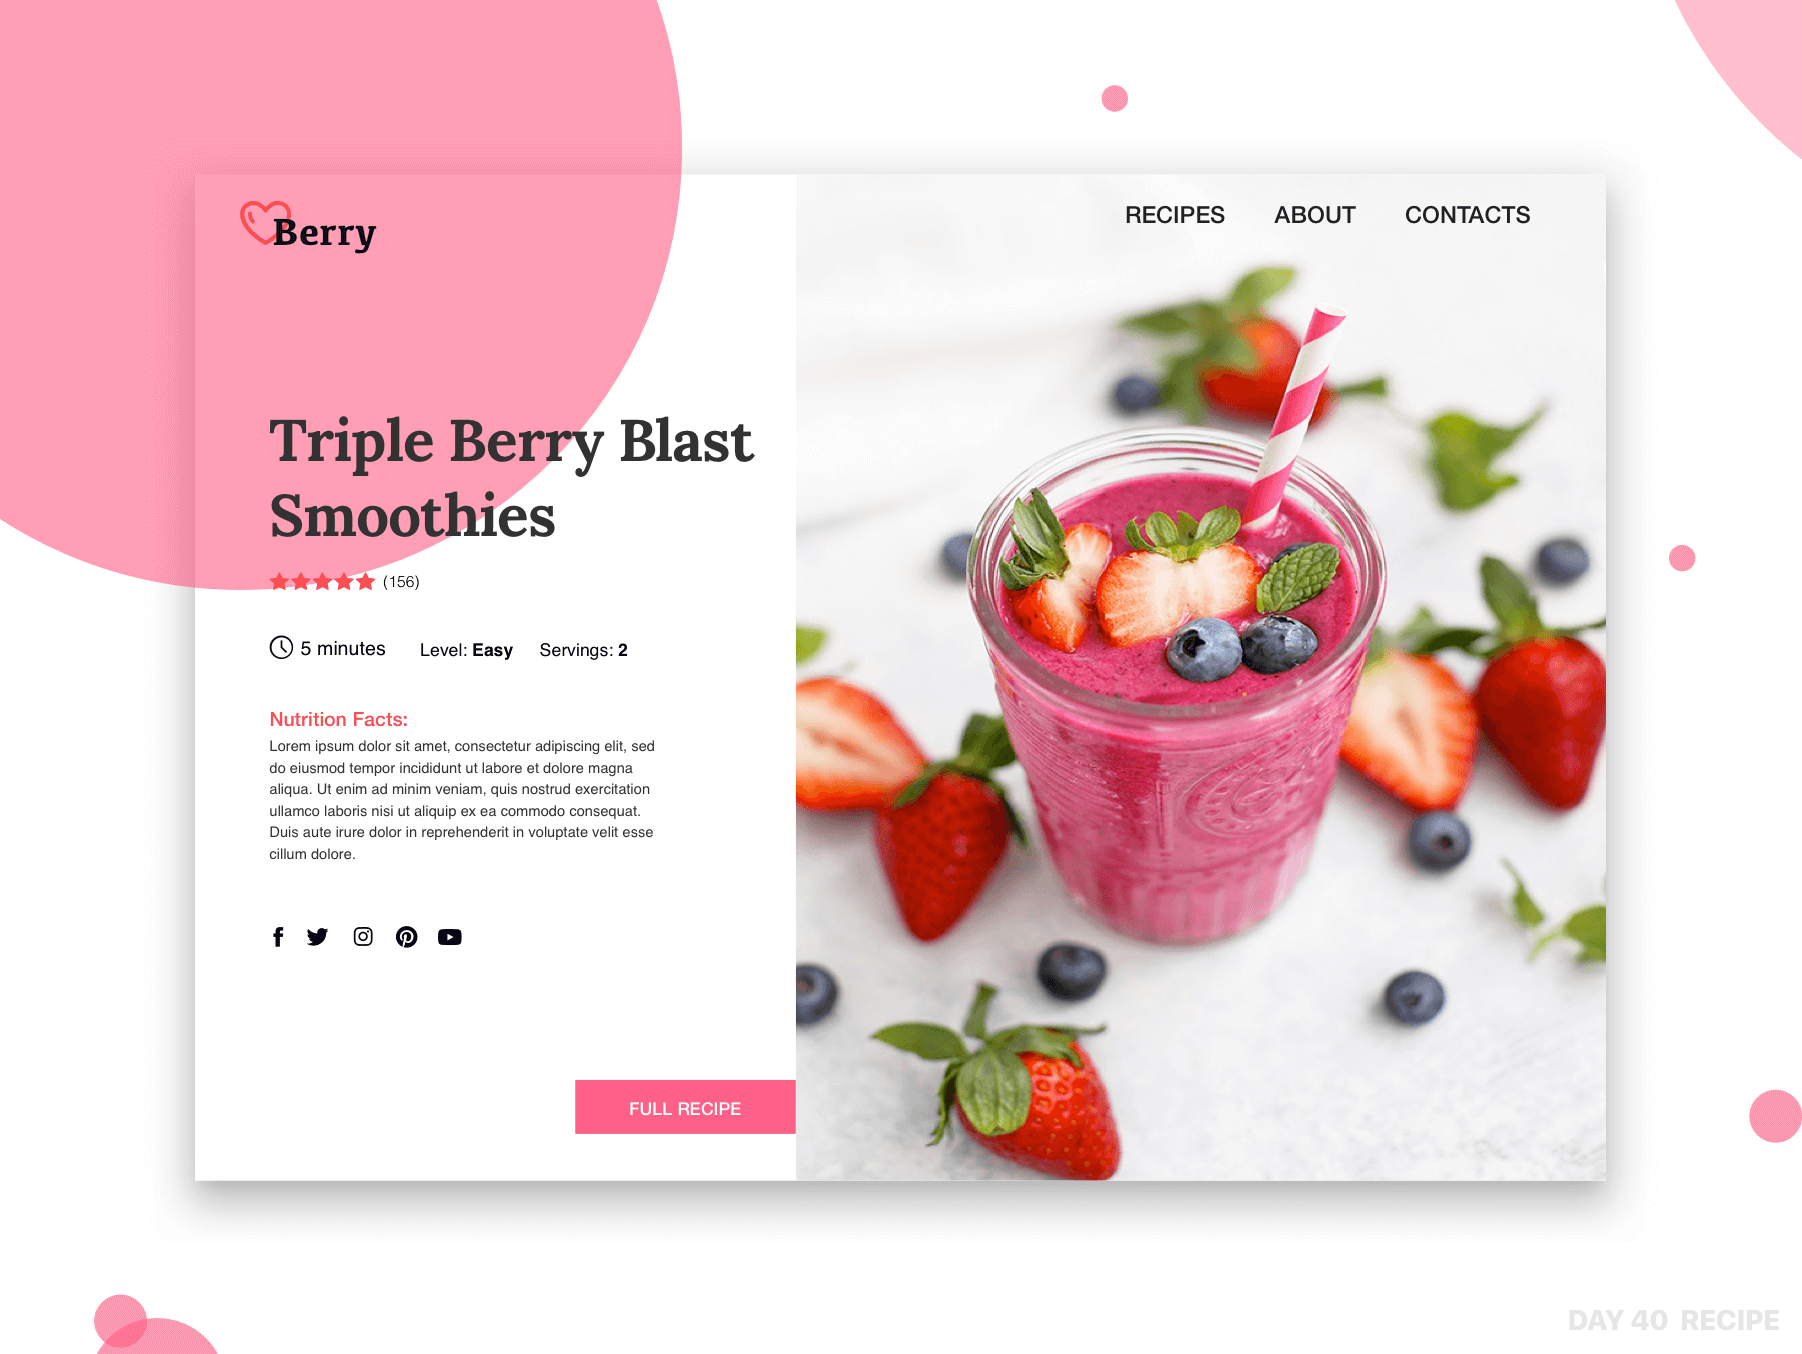 Berry
RECIPES ABOUT CONTACTS
Triple Berry Blast
Smoothies
(156)
5 minutes Level: Easy Servings: 2
Nutrition Facts:
Lorem ipsum dolor sit amet, consectetur adipiscing elit, sed
do eiusmod tempor incididunt ut labore et dolore magna
aliqua. Ut enim ad minim veniam, quis nostrud exercitation
ullamco laboris nisi ut aliquip ex ea commodo consequat.
Duis aute irure dolor in reprehenderit in voluptate velit esse
cillum dolore.
FULL RECIPE
DAY 40 RECIPE